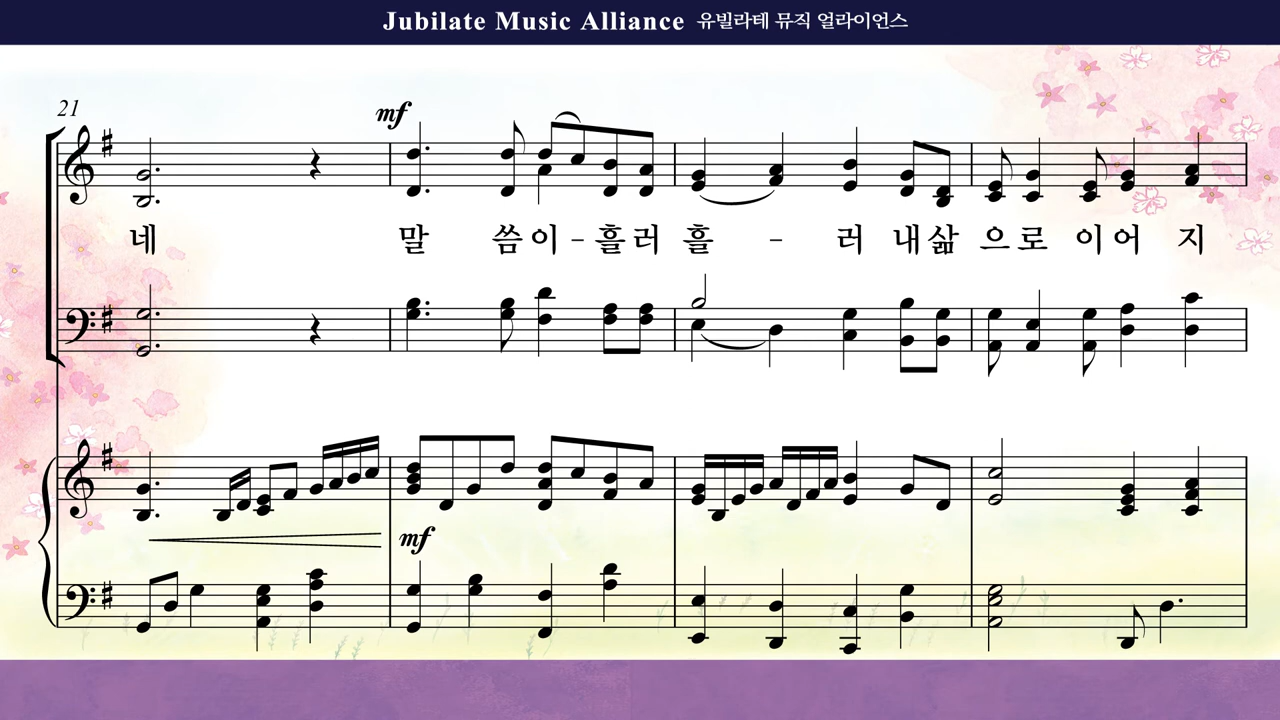 Jubilate Music Alliance 유빌라테 뮤직 얼라이언스
21
mf
네 말 씀이-흘러 흘 - 러 내삶 으로 이어 지
mf